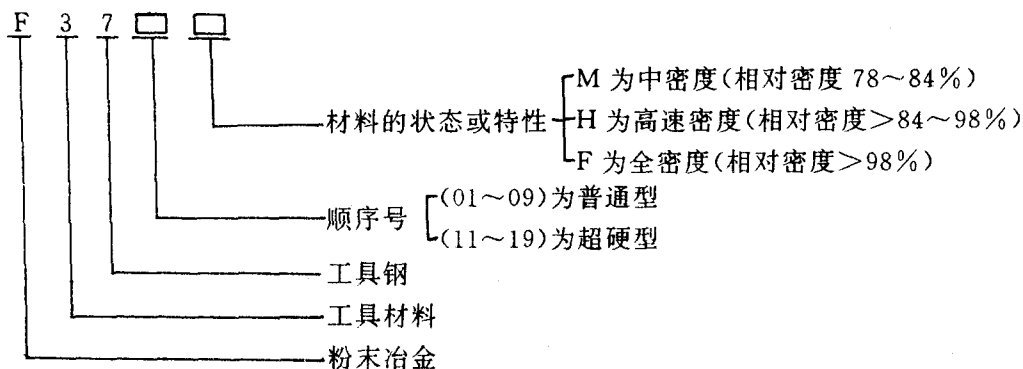 F 3 7 □ □
M 为中密度(相对密度 78~84%)
材料的状态或特性 H 为高速密度(相对密度>84~98%)
F 为全密度(相对密度>98%)
(01~09)为普通型
顺序号
(11~19)为超硬型
工具钢
工具材料
粉末冶金